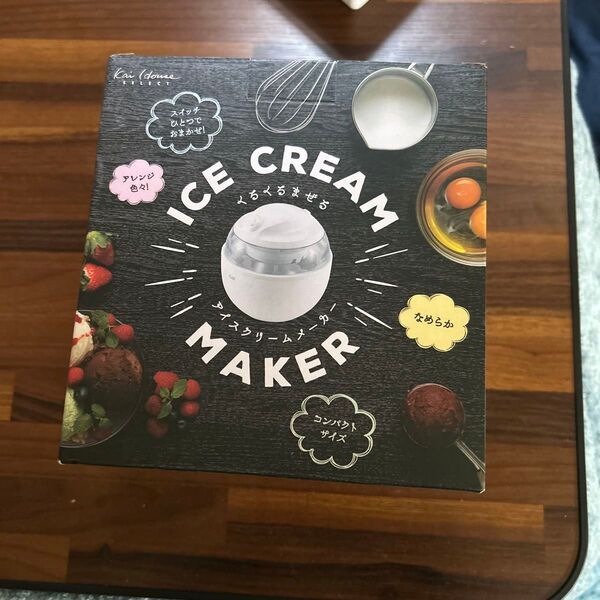 Kai House
SELECT
スイッチ
ひとつで
おまかせ!
アレンジ
色々!
ICE CREAM
くるくるまぜる
アイスクリームメーカー
MAKER
なめらか
コンパクト
サイズ